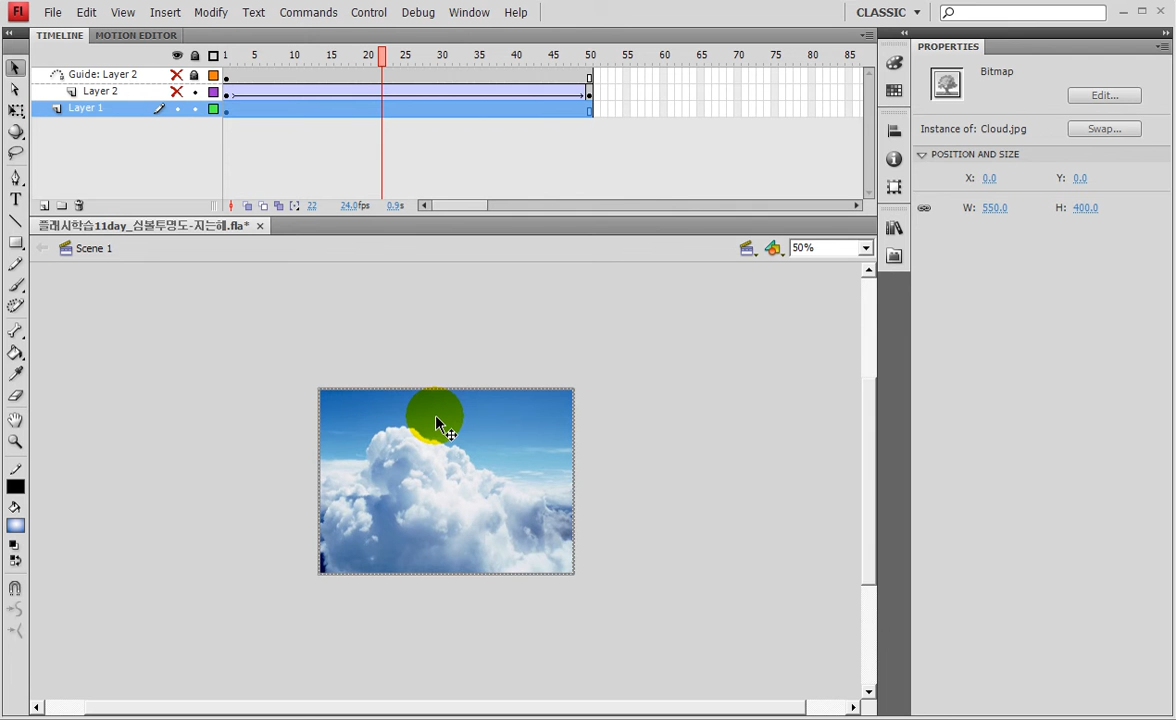 Fl File Edit View Insert Modify Text Commands Control Debug Window Help CLASSIC
TIMELINE MOTION EDITOR
1 5 10 15 20 25 30 35 40 45 50 55 60 65 70 75 80 85
Guide: Layer 2
Layer 2
Layer 1
22 24.0fps 0.9s
플래시학습11day_심볼투명도-지는해.fla*
Scene 1
50%
PROPERTIES
Bitmap
Edit...
Instance of: Cloud.jpg
Swap...
POSITION AND SIZE
X: 0.0 Y: 0.0
W: 550.0 H: 400.0